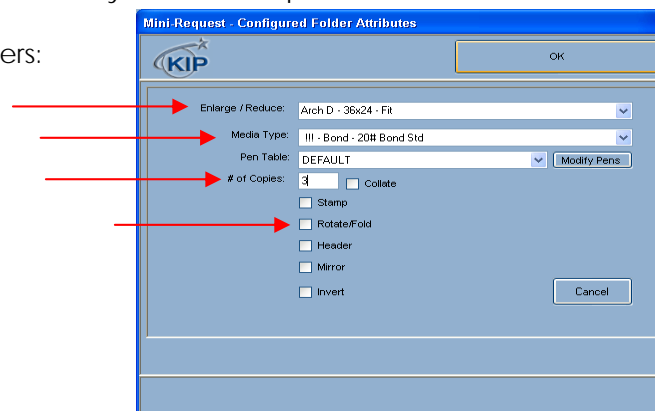 Mini-Request - Configured Folder Attributes
ers:
KIP
OK
Enlarge / Reduce: Arch D - 36x24 - Fit
Media Type: !!! - Bond - 20# Bond Std
Pen Table: DEFAULT Modify Pens
# of Copies: 3 Collate
Stamp
Rotate/Fold
Header
Mirror
Invert Cancel